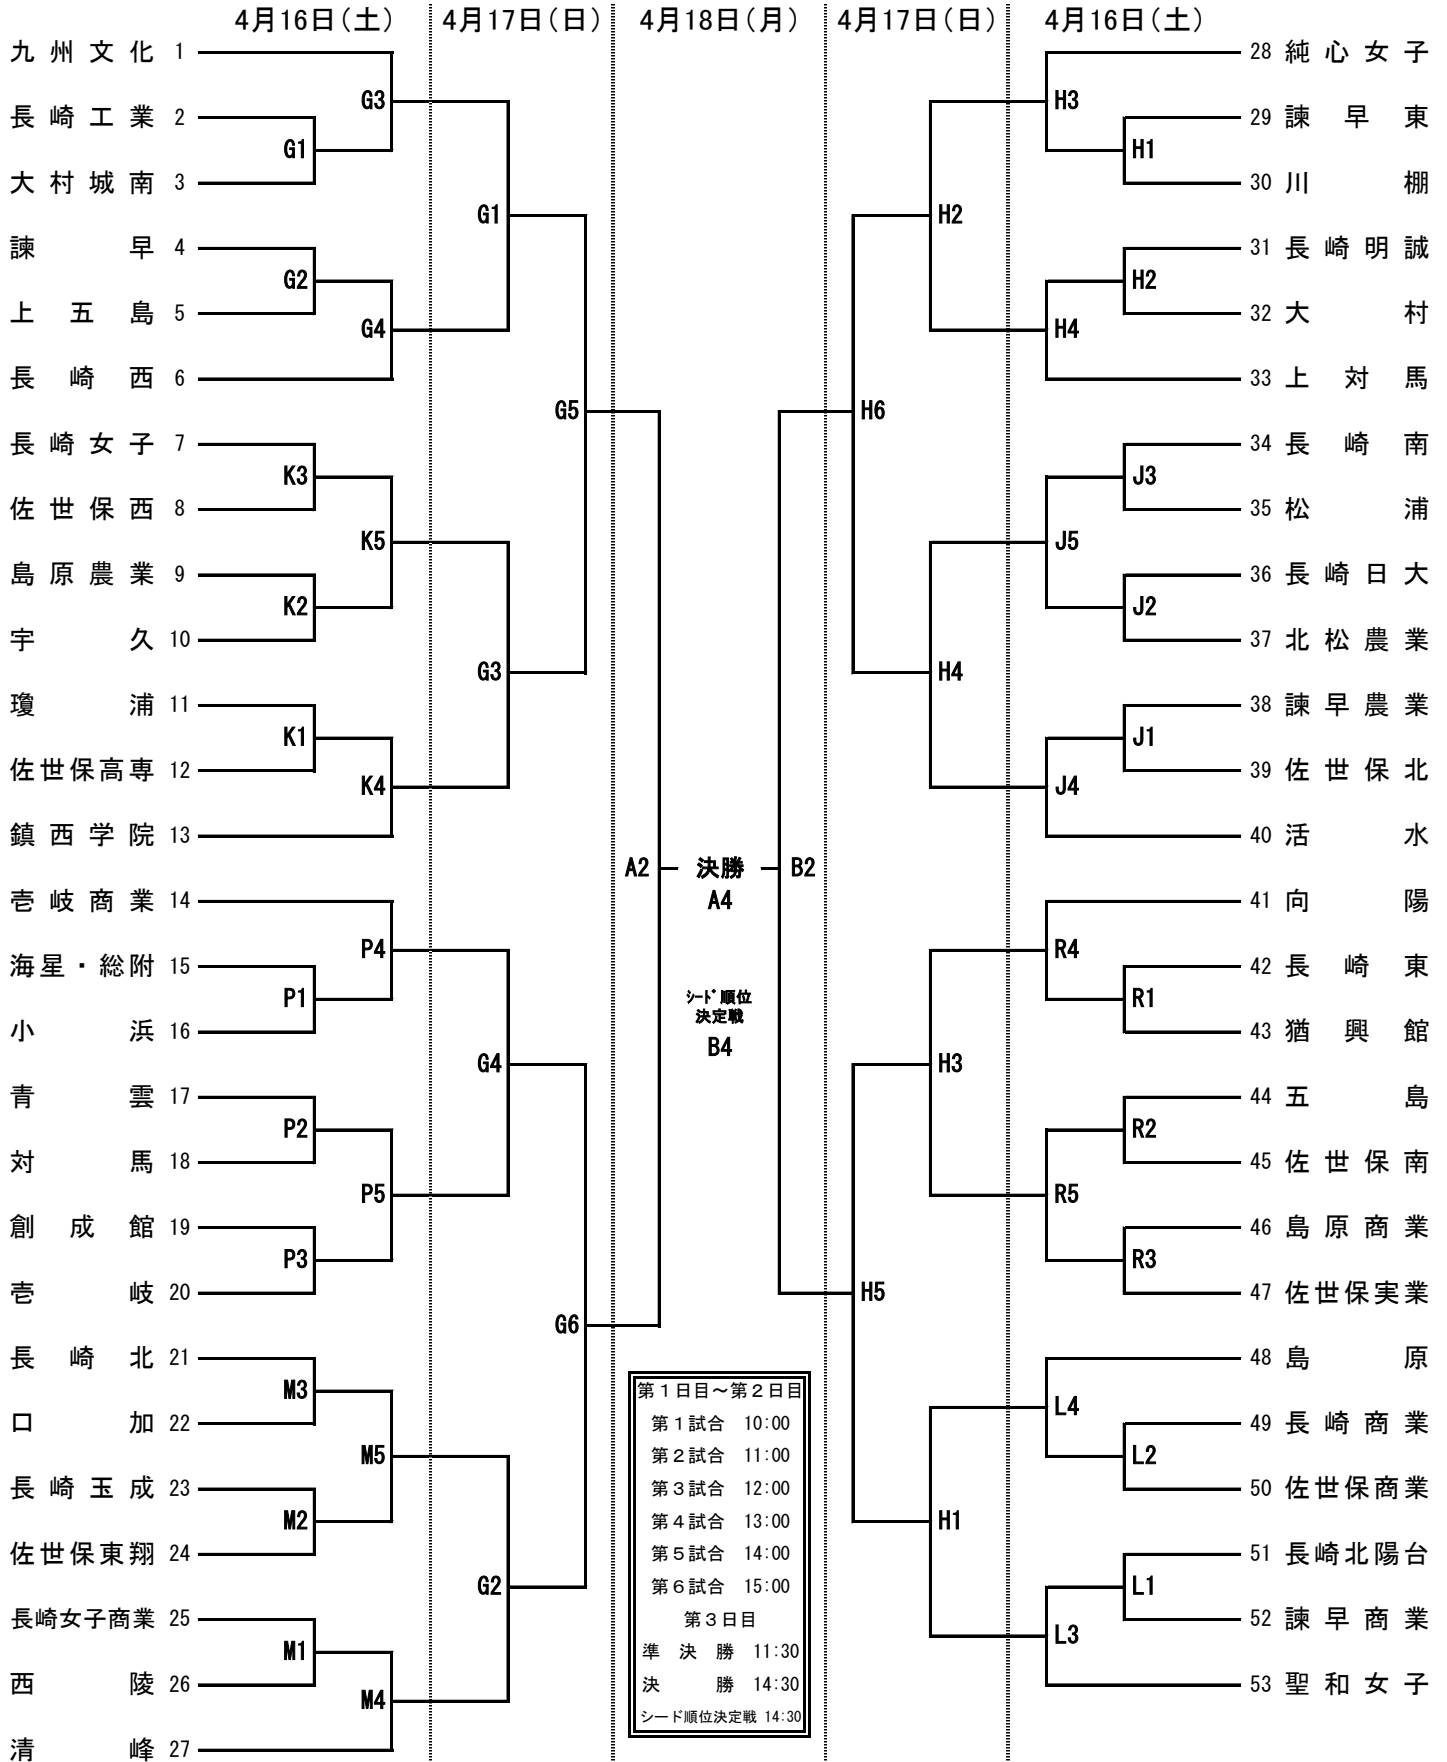 4月16日(土) 4月17日(日) 4月18日(月) 4月17日(日) 4月16日(土)
九州文化 1
長崎工業 2
大村城南 3
諫早 4
上五島 5
長崎西 6
長崎女子 7
佐世保西 8
島原農業 9
宇久 10
瓊浦 11
佐世保高専 12
鎮西学院 13
壱岐商業 14
海星・総附 15
小浜 16
青雲 17
対馬 18
創成館 19
壱岐 20
長崎北 21
口加 22
長崎玉成 23
佐世保東翔 24
長崎女子商業 25
西陵 26
清峰 27
G1
G2
K3
K2
K1
P1
P2
P3
M3
M2
M1
G3
G4
K5
K4
P4
P5
M5
M4
G1
G3
G4
G2
G5
G6
A2
決勝
A4
シード順位
決定戦
B4
B2
第1日目～第2日目
第1試合 10:00
第2試合 11:00
第3試合 12:00
第4試合 13:00
第5試合 14:00
第6試合 15:00
第3日目
準決勝 11:30
決勝 14:30
シード順位決定戦 14:30
H6
H5
H2
H4
H3
H1
H3
H4
J5
J4
R4
R5
L4
L3
H1
H2
J3
J2
J1
R1
R2
R3
L2
L1
28 純心女子
29 諫早東
30 川棚
31 長崎明誠
32 大村
33 上対馬
34 長崎南
35 松浦
36 長崎日大
37 北松農業
38 諫早農業
39 佐世保北
40 活水
41 向陽
42 長崎東
43 猶興館
44 五島
45 佐世保南
46 島原商業
47 佐世保実業
48 島原
49 長崎商業
50 佐世保商業
51 長崎北陽台
52 諫早商業
53 聖和女子